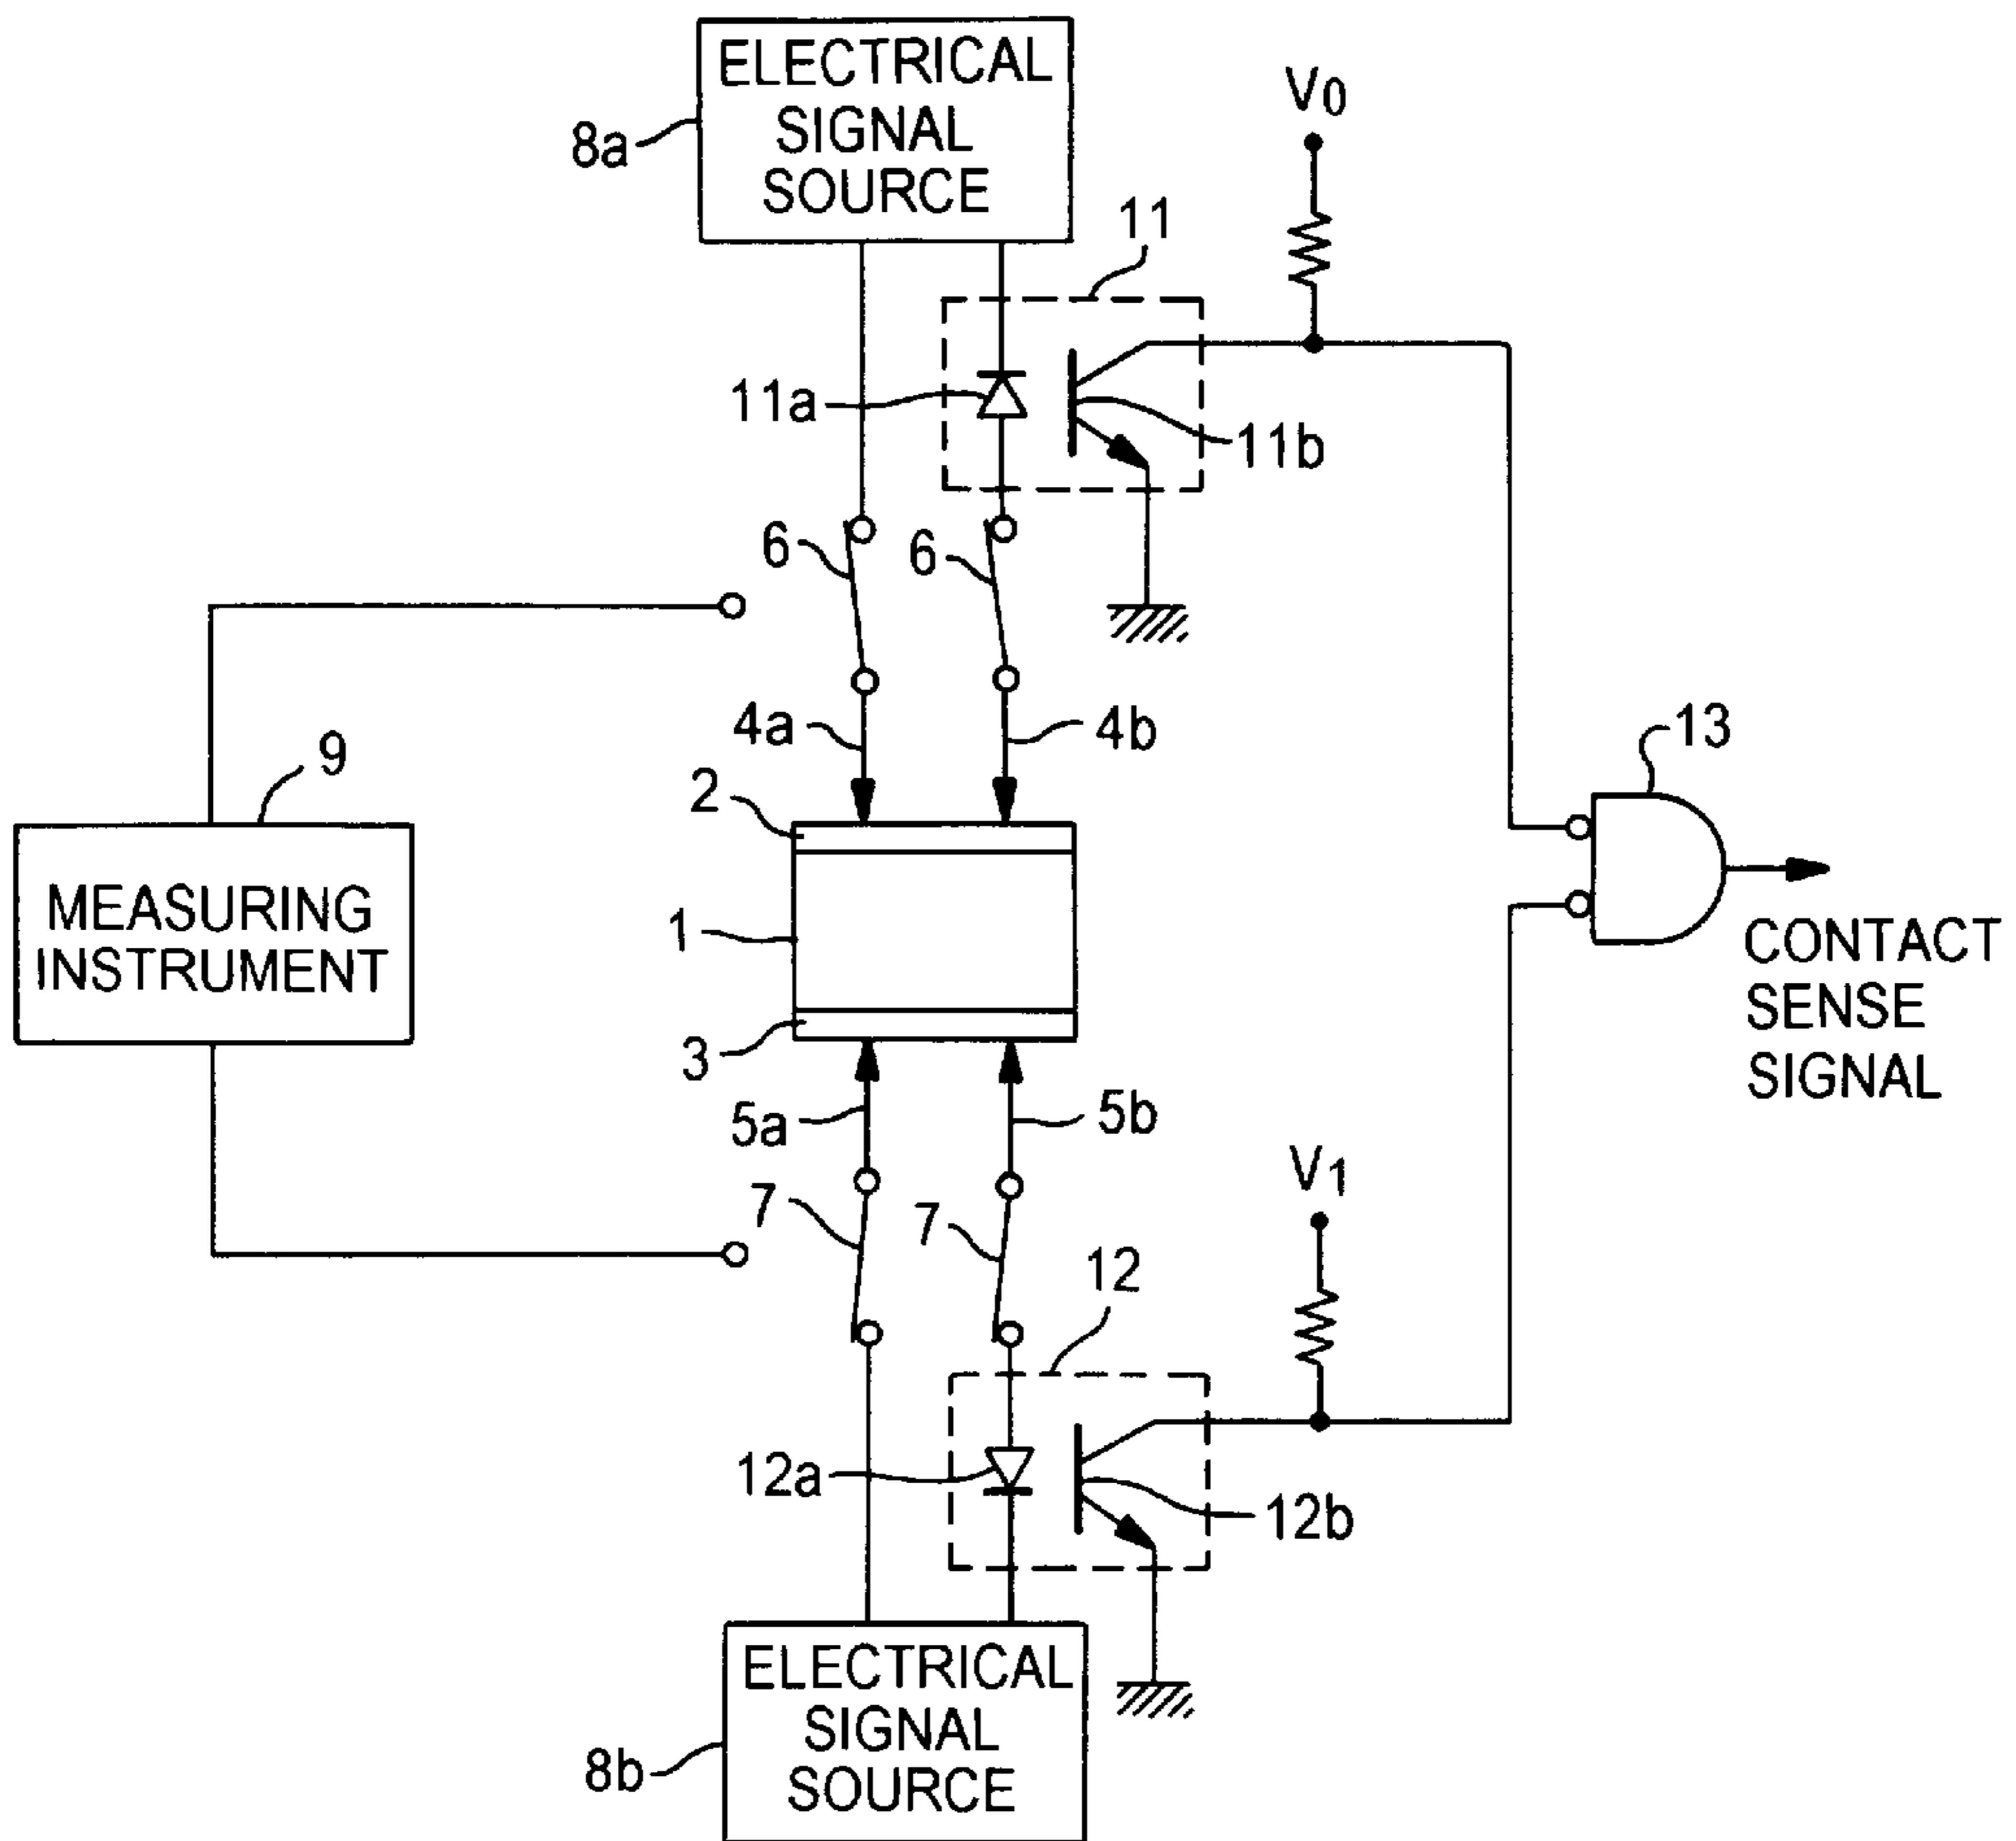 ELECTRICAL
SIGNAL
SOURCE
8a
V0
11
11a
11b
6
6
4a
4b
13
9
2
MEASURING
INSTRUMENT
1
CONTACT
SENSE
SIGNAL
3
5a
5b
V1
7
7
12
12a
12b
ELECTRICAL
SIGNAL
SOURCE
8b